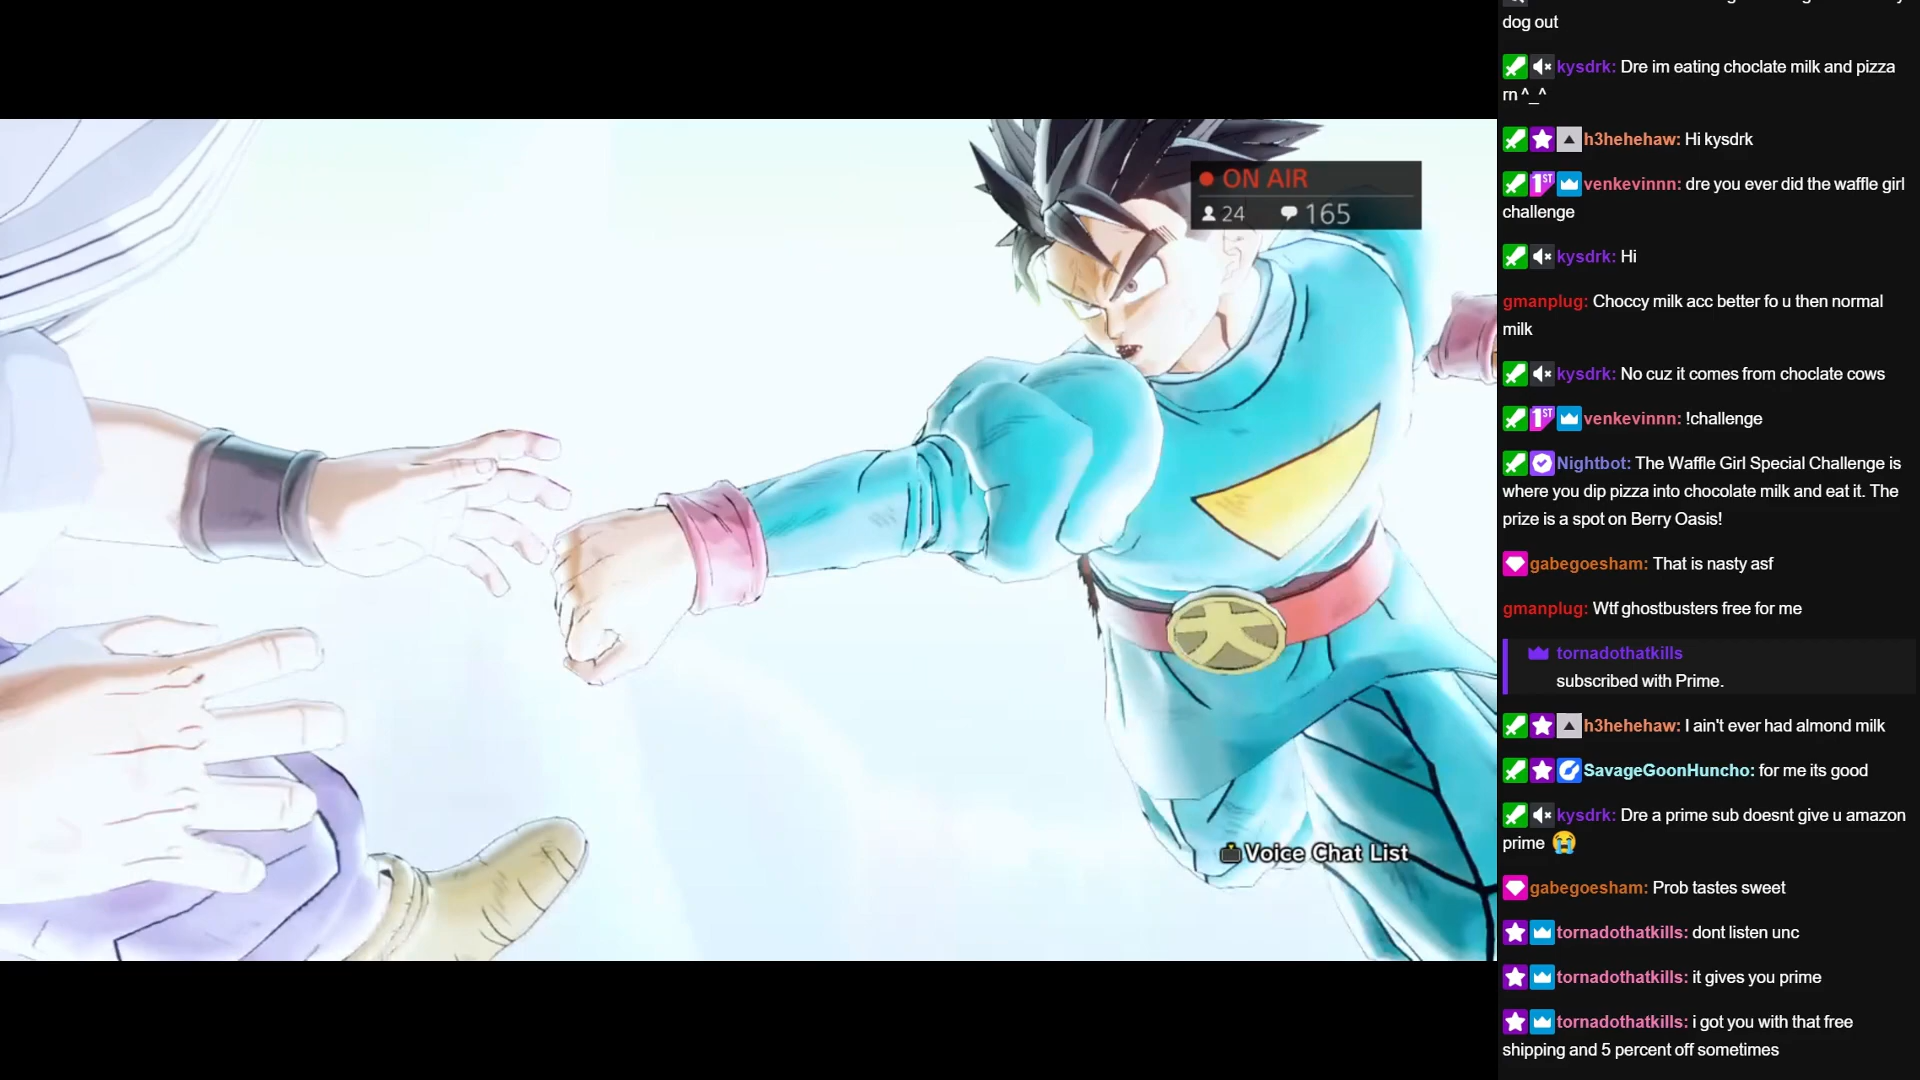 ON AIR
24 165
Voice Chat List
dog out
kysdrk: Dre im eating choclate milk and pizza
rn ^_^
h3hehehaw: Hi kysdrk
1ST venkevinnn: dre you ever did the waffle girl
challenge
kysdrk: Hi
gmanplug: Choccy milk acc better fo u then normal
milk
kysdrk: No cuz it comes from choclate cows
1ST venkevinnn: !challenge
Nightbot: The Waffle Girl Special Challenge is
where you dip pizza into chocolate milk and eat it. The
prize is a spot on Berry Oasis!
gabegoesham: That is nasty asf
gmanplug: Wtf ghostbusters free for me
tornadothatkills
subscribed with Prime.
h3hehehaw: I ain't ever had almond milk
SavageGoonHuncho: for me its good
kysdrk: Dre a prime sub doesnt give u amazon
prime 😭
gabegoesham: Prob tastes sweet
tornadothatkills: dont listen unc
tornadothatkills: it gives you prime
tornadothatkills: i got you with that free
shipping and 5 percent off sometimes